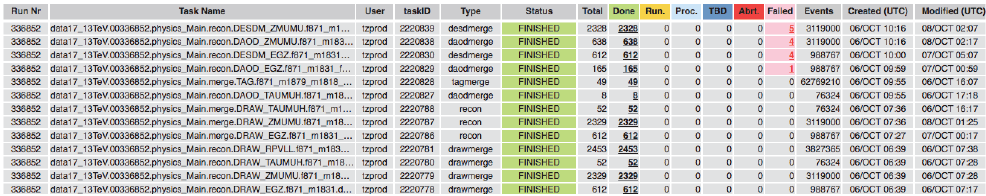 Run Nr Task Name User taskID Type Status Total Done Run. Proc. TBD Abrt. Failed Events Created (UTC) Modified (UTC)
336852 data17_13TeV.00336852.physics_Main.recon.DESDM_ZMUMU.f871_m1... tzprod 2220839 desdmerge FINISHED 2328 2328 0 0 0 0 5 3119000 06/OCT 10:16 08/OCT 02:07
336852 data17_13TeV.00336852.physics_Main.recon.DAOD_ZMUMU.f871_m18... tzprod 2220838 daodmerge FINISHED 638 638 0 0 0 0 4 3119000 06/OCT 10:16 08/OCT 02:17
336852 data17_13TeV.00336852.physics_Main.recon.DESDM_EGZ.f871_m183... tzprod 2220830 desdmerge FINISHED 612 612 0 0 0 0 4 988767 06/OCT 10:00 07/OCT 05:07
336852 data17_13TeV.00336852.physics_Main.recon.DAOD_EGZ.f871_m1831_f... tzprod 2220829 daodmerge FINISHED 165 165 0 0 0 0 1 988767 06/OCT 09:59 07/OCT 07:59
336852 data17_13TeV.00336852.physics_Main.merge.TAG.f871_m1879_m1818_... tzprod 2220828 tagmerge FINISHED 49 49 0 0 0 0 0 62769210 06/OCT 09:55 06/OCT 16:07
336852 data17_13TeV.00336852.physics_Main.recon.DAOD_TAUMUH.f871_m18... tzprod 2220827 daodmerge FINISHED 8 8 0 0 0 0 0 76324 06/OCT 09:55 06/OCT 17:18
336852 data17_13TeV.00336852.physics_Main.merge.DRAW_TAUMUH.f871_m1... tzprod 2220788 recon FINISHED 52 52 0 0 0 0 0 76324 06/OCT 07:36 06/OCT 16:17
336852 data17_13TeV.00336852.physics_Main.merge.DRAW_ZMUMU.f871_m18... tzprod 2220787 recon FINISHED 2329 2329 0 0 0 0 0 3119000 06/OCT 07:36 08/OCT 01:25
336852 data17_13TeV.00336852.physics_Main.merge.DRAW_EGZ.f871_m1831... tzprod 2220786 recon FINISHED 612 612 0 0 0 0 0 988767 06/OCT 07:27 07/OCT 00:17
336852 data17_13TeV.00336852.physics_Main.recon.DRAW_RPVLL.f871_m183... tzprod 2220781 drawmerge FINISHED 2453 2453 0 0 0 0 0 3827365 06/OCT 06:39 06/OCT 07:38
336852 data17_13TeV.00336852.physics_Main.recon.DRAW_TAUMUH.f871_m18... tzprod 2220780 drawmerge FINISHED 52 52 0 0 0 0 0 76324 06/OCT 06:39 06/OCT 07:28
336852 data17_13TeV.00336852.physics_Main.recon.DRAW_ZMUMU.f871_m183... tzprod 2220779 drawmerge FINISHED 2329 2329 0 0 0 0 0 3119000 06/OCT 06:39 06/OCT 07:28
336852 data17_13TeV.00336852.physics_Main.recon.DRAW_EGZ.f871_m1831.d... tzprod 2220778 drawmerge FINISHED 612 612 0 0 0 0 0 988767 06/OCT 06:39 06/OCT 07:17